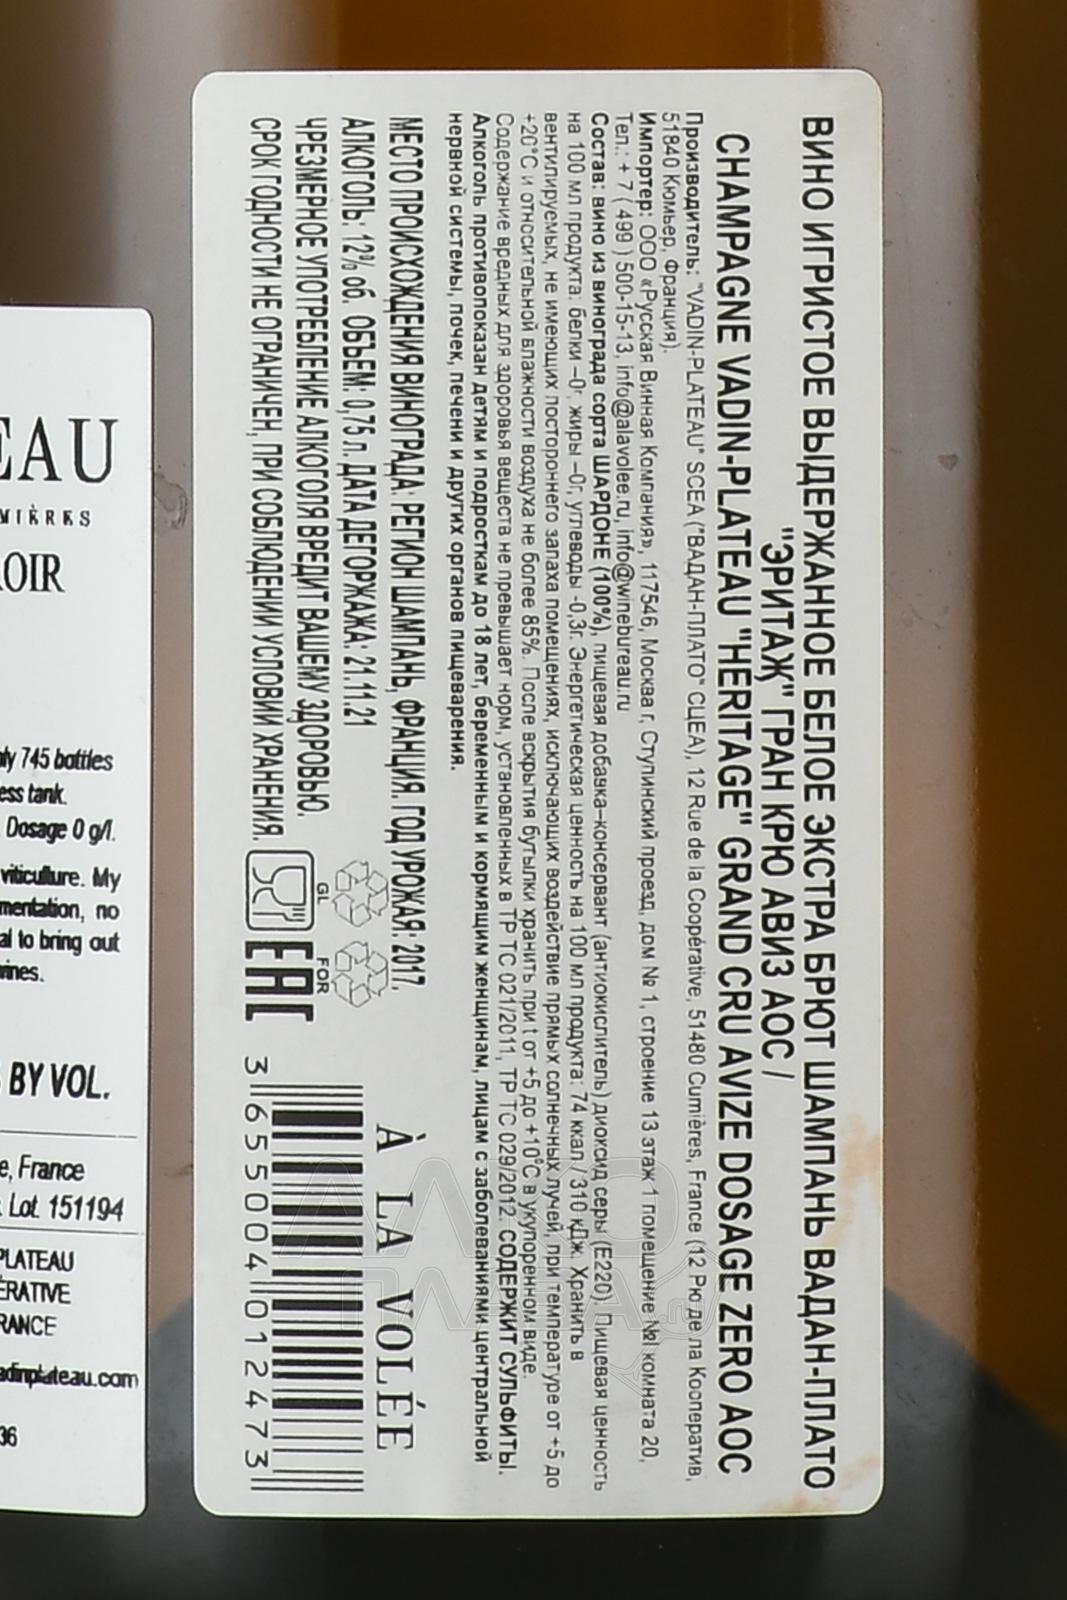 ВИНО ИГРИСТОЕ ВЫДЕРЖАННОЕ БЕЛОЕ ЭКСТРА БРЮТ ШАМПАНЬ ВАДАН-ПЛАТО
"ЭРИТАЖ" ГРАН КРЮ АВИЗ АОС /
CHAMPAGNE VADIN-PLATEAU "HERITAGE" GRAND CRU AVIZE DOSAGE ZERO AOC
Производитель: "VADIN-PLATEAU" SCEA ("ВАДАН-ПЛАТО" СЦЕА), 12 Rue de la Coopérative, 51480 Cumières, France (12 Рю де ла Кооператив,
51840 Кюмьер, Франция).
Импортер: ООО «Русская Винная Компания», 117546, Москва г, Ступинский проезд, дом № 1, строение 13 этаж 1 помещение №I комната 20,
Тел.: + 7 ( 499 ) 500-15-13, info@alavolee.ru, info@winebureau.ru
Состав: вино из винограда сорта ШАРДОНЕ (100%), пищевая добавка–консервант (антиокислитель) диоксид серы (Е220). Пищевая ценность
на 100 мл продукта: белки –0г, жиры –0г, углеводы -0,3г. Энергетическая ценность на 100 мл продукта: 74 ккал / 310 кДж. Хранить в
вентилируемых, не имеющих постороннего запаха помещениях, исключающих воздействие прямых солнечных лучей, при температуре от +5 до
+20°С и относительной влажности воздуха не более 85%. После вскрытия бутылки хранить при t от +5 до +10°С в укупоренном виде.
Содержание вредных для здоровья веществ не превышает норм, установленных в ТР ТС 021/2011, ТР ТС 029/2012. СОДЕРЖИТ СУЛЬФИТЫ.
Алкоголь противопоказан детям и подросткам до 18 лет, беременным и кормящим женщинам, лицам с заболеваниями центральной
нервной системы, почек, печени и других органов пищеварения.
МЕСТО ПРОИСХОЖДЕНИЯ ВИНОГРАДА: РЕГИОН ШАМПАНЬ, ФРАНЦИЯ. ГОД УРОЖАЯ: 2017.
АЛКОГОЛЬ: 12% об. ОБЪЕМ: 0,75 л. ДАТА ДЕГОРЖАЖА: 21.11.21
ЧРЕЗМЕРНОЕ УПОТРЕБЛЕНИЕ АЛКОГОЛЯ ВРЕДИТ ВАШЕМУ ЗДОРОВЬЮ.
СРОК ГОДНОСТИ НЕ ОГРАНИЧЕН, ПРИ СОБЛЮДЕНИИ УСЛОВИЙ ХРАНЕНИЯ.
GL FOR
EAC
À LA VOLÉE
3 655004 012473
EAU
MIÈRES
OIR
ly 745 bottles
ess tank.
Dosage 0 g/l.
viticulture. My
mentation, no
al to bring out
wines.
BY VOL.
e, France
Lot 151194
PLATEAU
ÉRATIVE
RANCE
adinplateau.com
36
АЛКО
ПЛАZA.ru